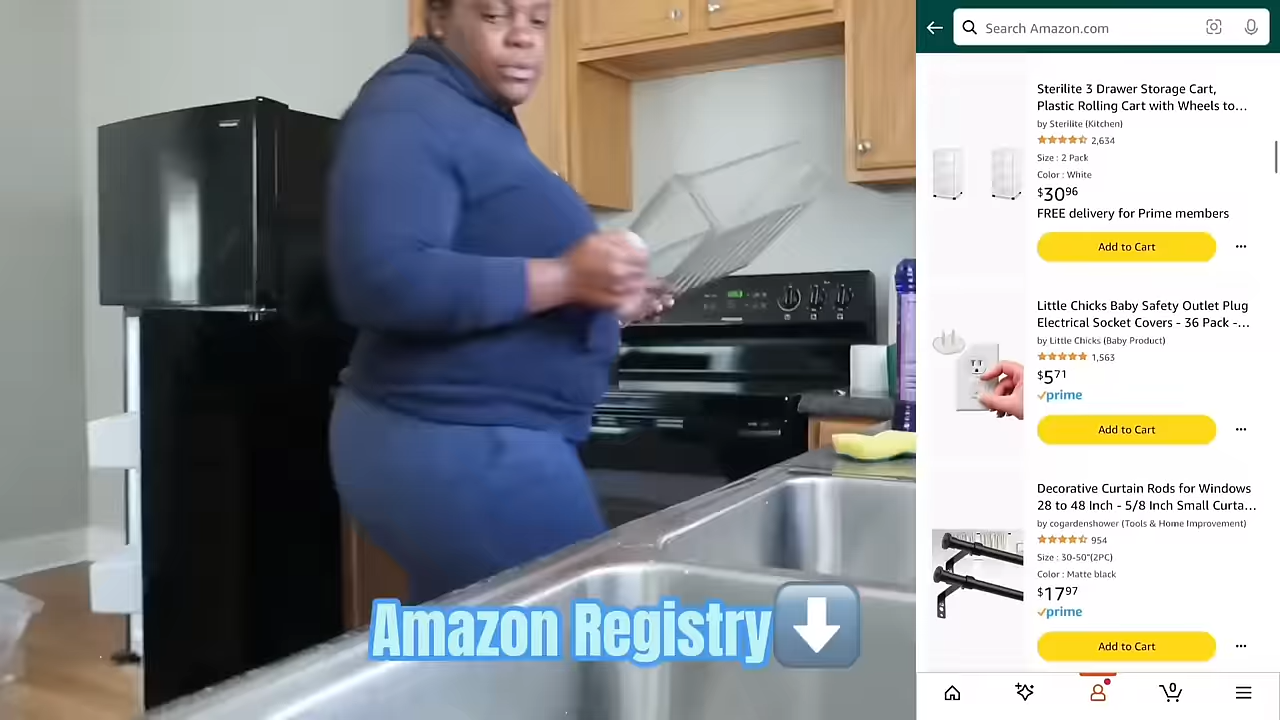 Search Amazon.com
Sterilite 3 Drawer Storage Cart,
Plastic Rolling Cart with Wheels to...
by Sterilite (Kitchen)
2,634
Size : 2 Pack
Color : White
$30 96
FREE delivery for Prime members
Add to Cart
Little Chicks Baby Safety Outlet Plug
Electrical Socket Covers - 36 Pack -...
by Little Chicks (Baby Product)
1,563
$5 71
prime
Add to Cart
Decorative Curtain Rods for Windows
28 to 48 Inch - 5/8 Inch Small Curta...
by cogardenshower (Tools & Home Improvement)
954
Size : 30-50"(2PC)
Color : Matte black
$17 97
prime
Add to Cart
0
Amazon Registry